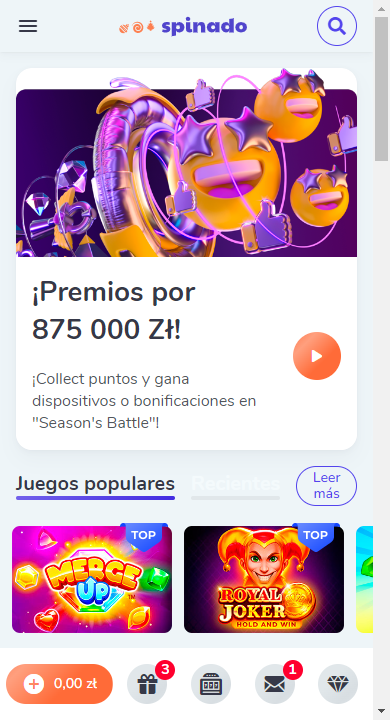 spinado
¡Premios por
875 000 Zł!
¡Collect puntos y gana
dispositivos o bonificaciones en
"Season's Battle"!
Juegos populares
Recientes
Leer
más
TOP
TOP
MERGE
UP
TM
ROYAL
JOKER
HOLD AND WIN
0,00 zł
3
1